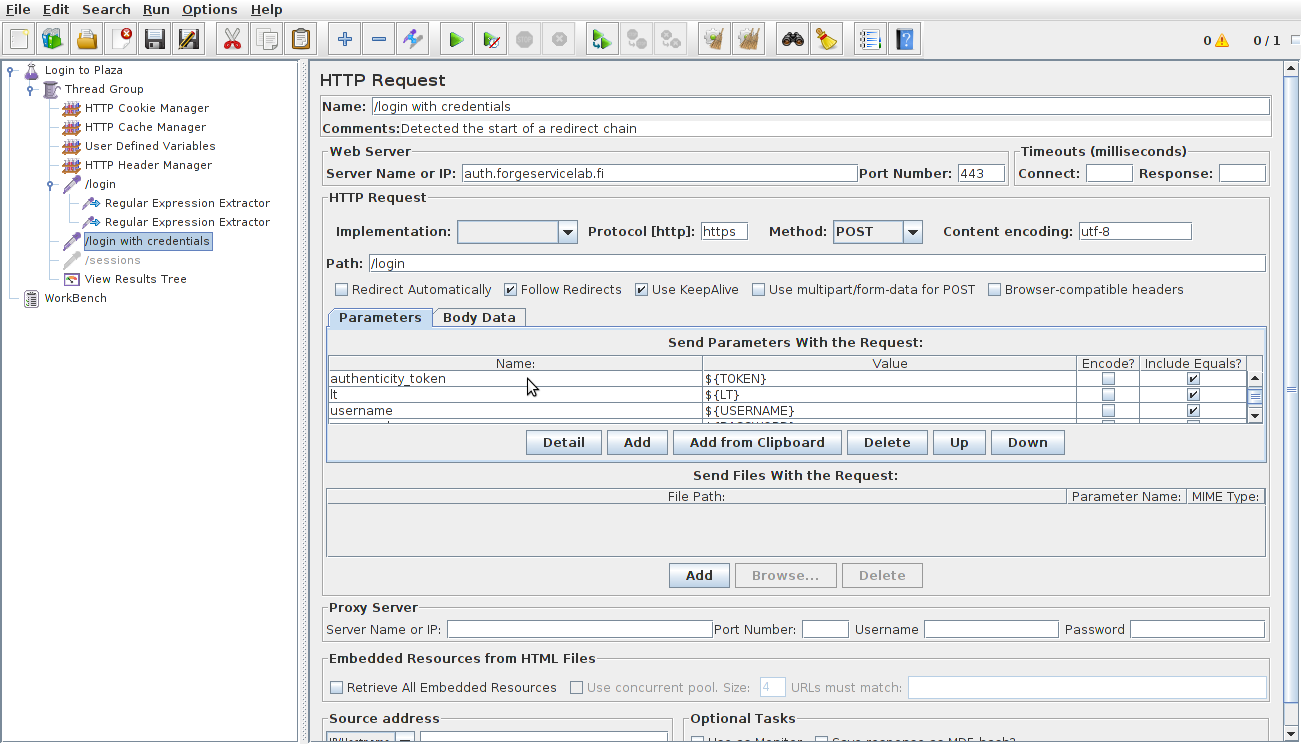 File Edit Search Run Options Help
0 0 / 1
Login to Plaza
Thread Group
HTTP Cookie Manager
HTTP Cache Manager
User Defined Variables
HTTP Header Manager
/login
Regular Expression Extractor
Regular Expression Extractor
/login with credentials
/sessions
View Results Tree
WorkBench
HTTP Request
Name: /login with credentials
Comments: Detected the start of a redirect chain
Web Server
Server Name or IP: auth.forgeservicelab.fi Port Number: 443
Timeouts (milliseconds)
Connect: Response:
HTTP Request
Implementation: Protocol [http]: https Method: POST Content encoding: utf-8
Path: /login
Redirect Automatically Follow Redirects Use KeepAlive Use multipart/form-data for POST Browser-compatible headers
Parameters Body Data
Send Parameters With the Request:
Name: Value Encode? Include Equals?
authenticity_token ${TOKEN}
lt ${LT}
username ${USERNAME}
Detail Add Add from Clipboard Delete Up Down
Send Files With the Request:
File Path: Parameter Name: MIME Type:
Add Browse... Delete
Proxy Server
Server Name or IP: Port Number: Username Password
Embedded Resources from HTML Files
Retrieve All Embedded Resources Use concurrent pool. Size: 4 URLs must match:
Source address
Optional Tasks
Use as Monitor Save response as MD5 hash?